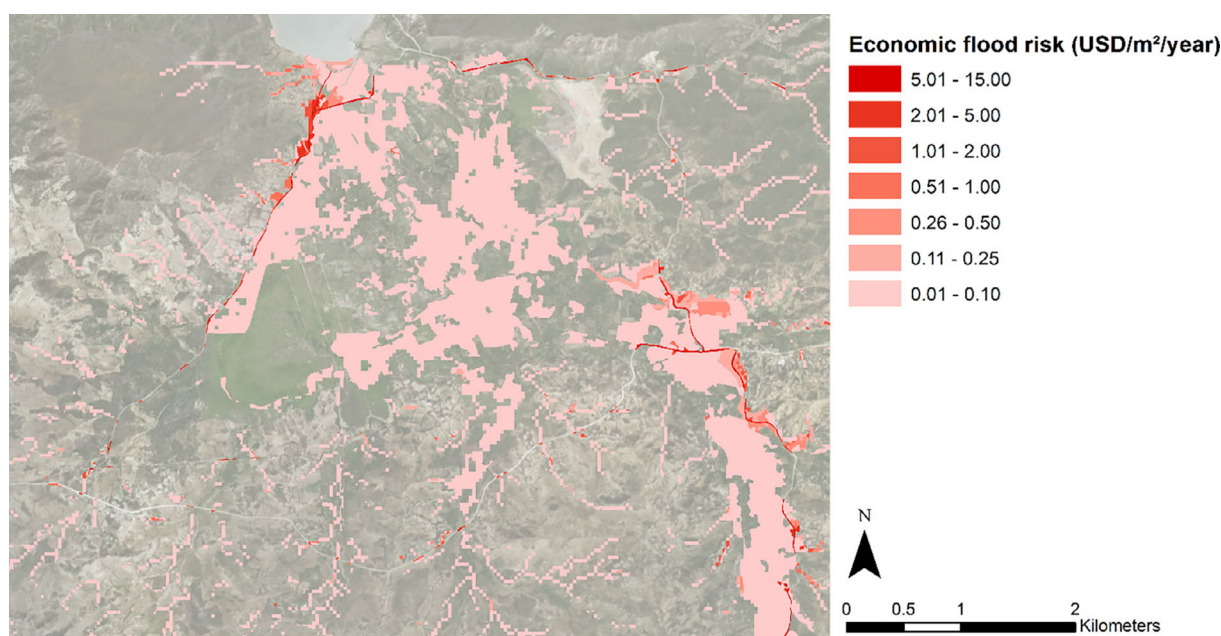 Economic flood risk (USD/m²/year)
5.01 - 15.00
2.01 - 5.00
1.01 - 2.00
0.51 - 1.00
0.26 - 0.50
0.11 - 0.25
0.01 - 0.10
N
0 0.5 1 2
Kilometers